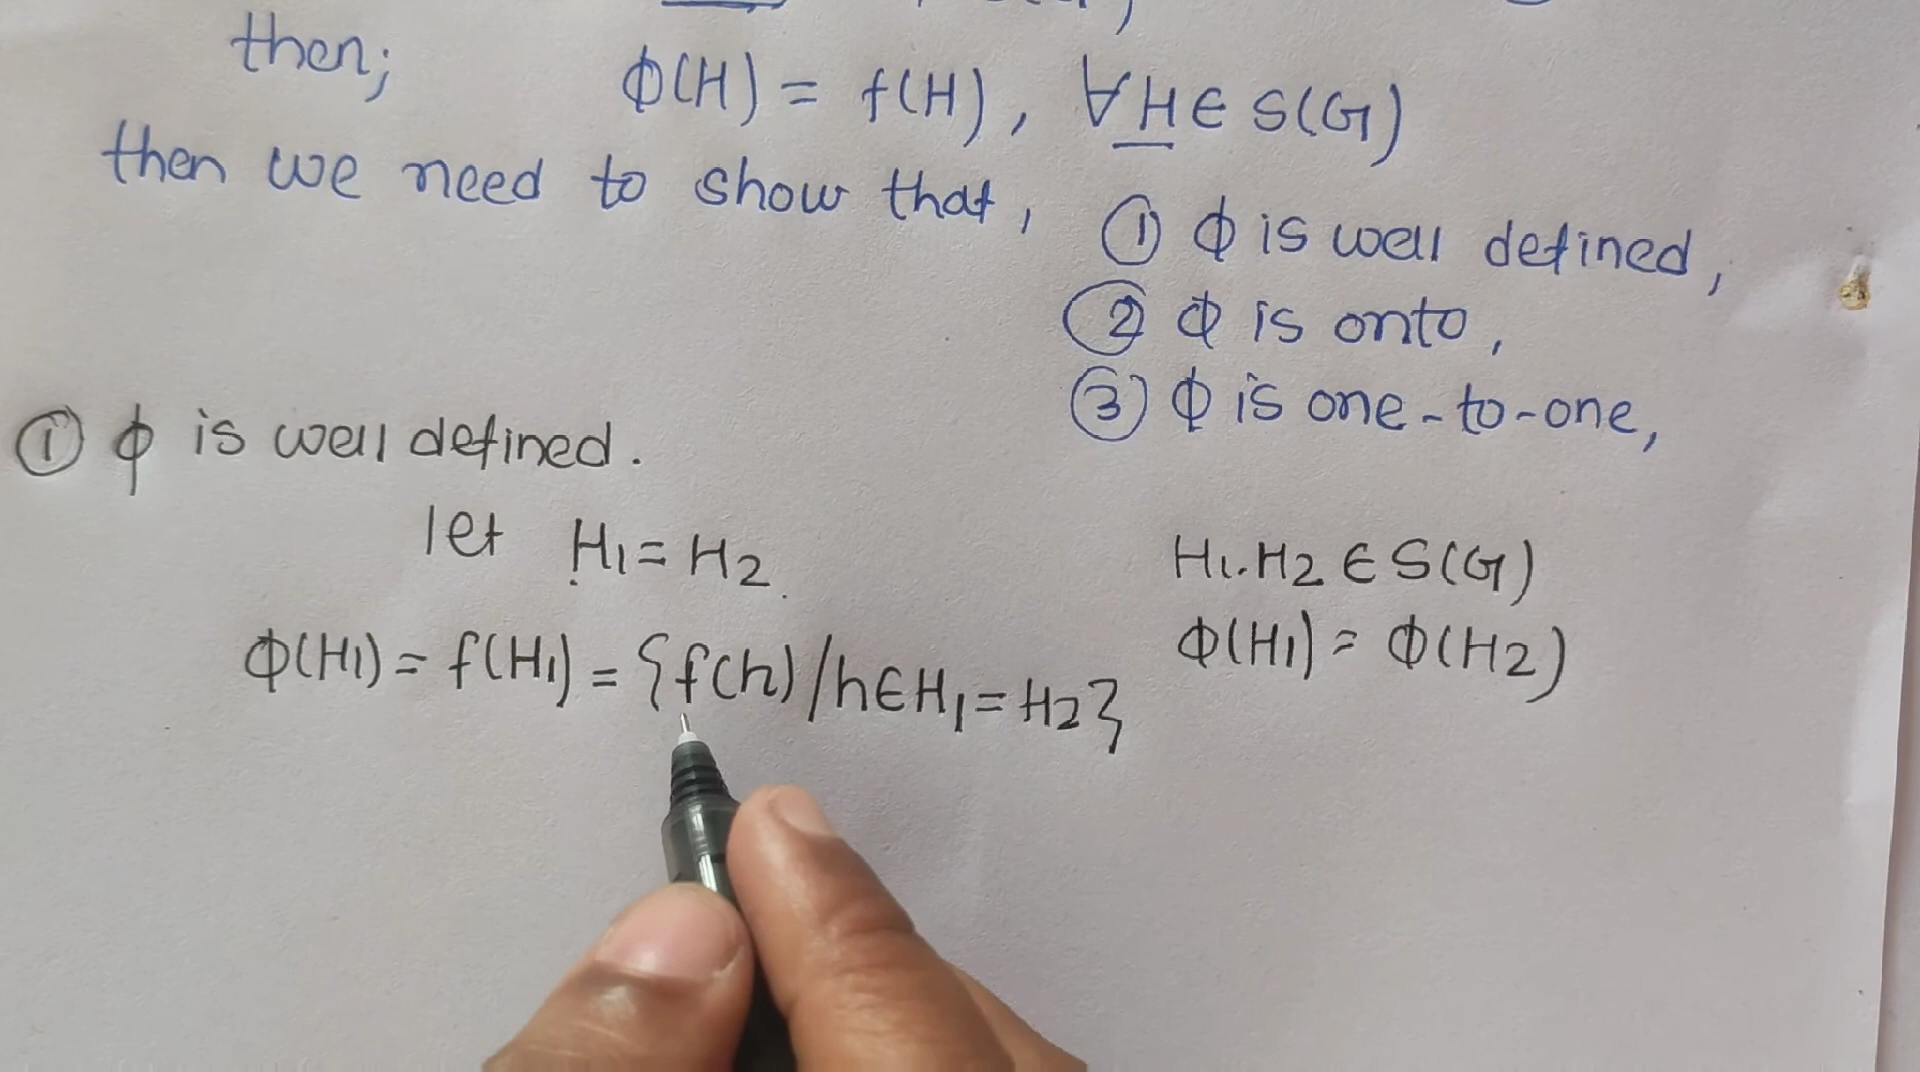 then;
Φ(H) = f(H), ∀H∈ S(G)
then we need to show that, ① Φ is well defined,
② Φ is onto,
③ Φ is one-to-one,
① Φ is well defined.
let H1 = H2 H1.H2 ∈ S(G)
Φ(H1) = f(H1) = {f(h)/h∈H1=H2} Φ(H1) = Φ(H2)